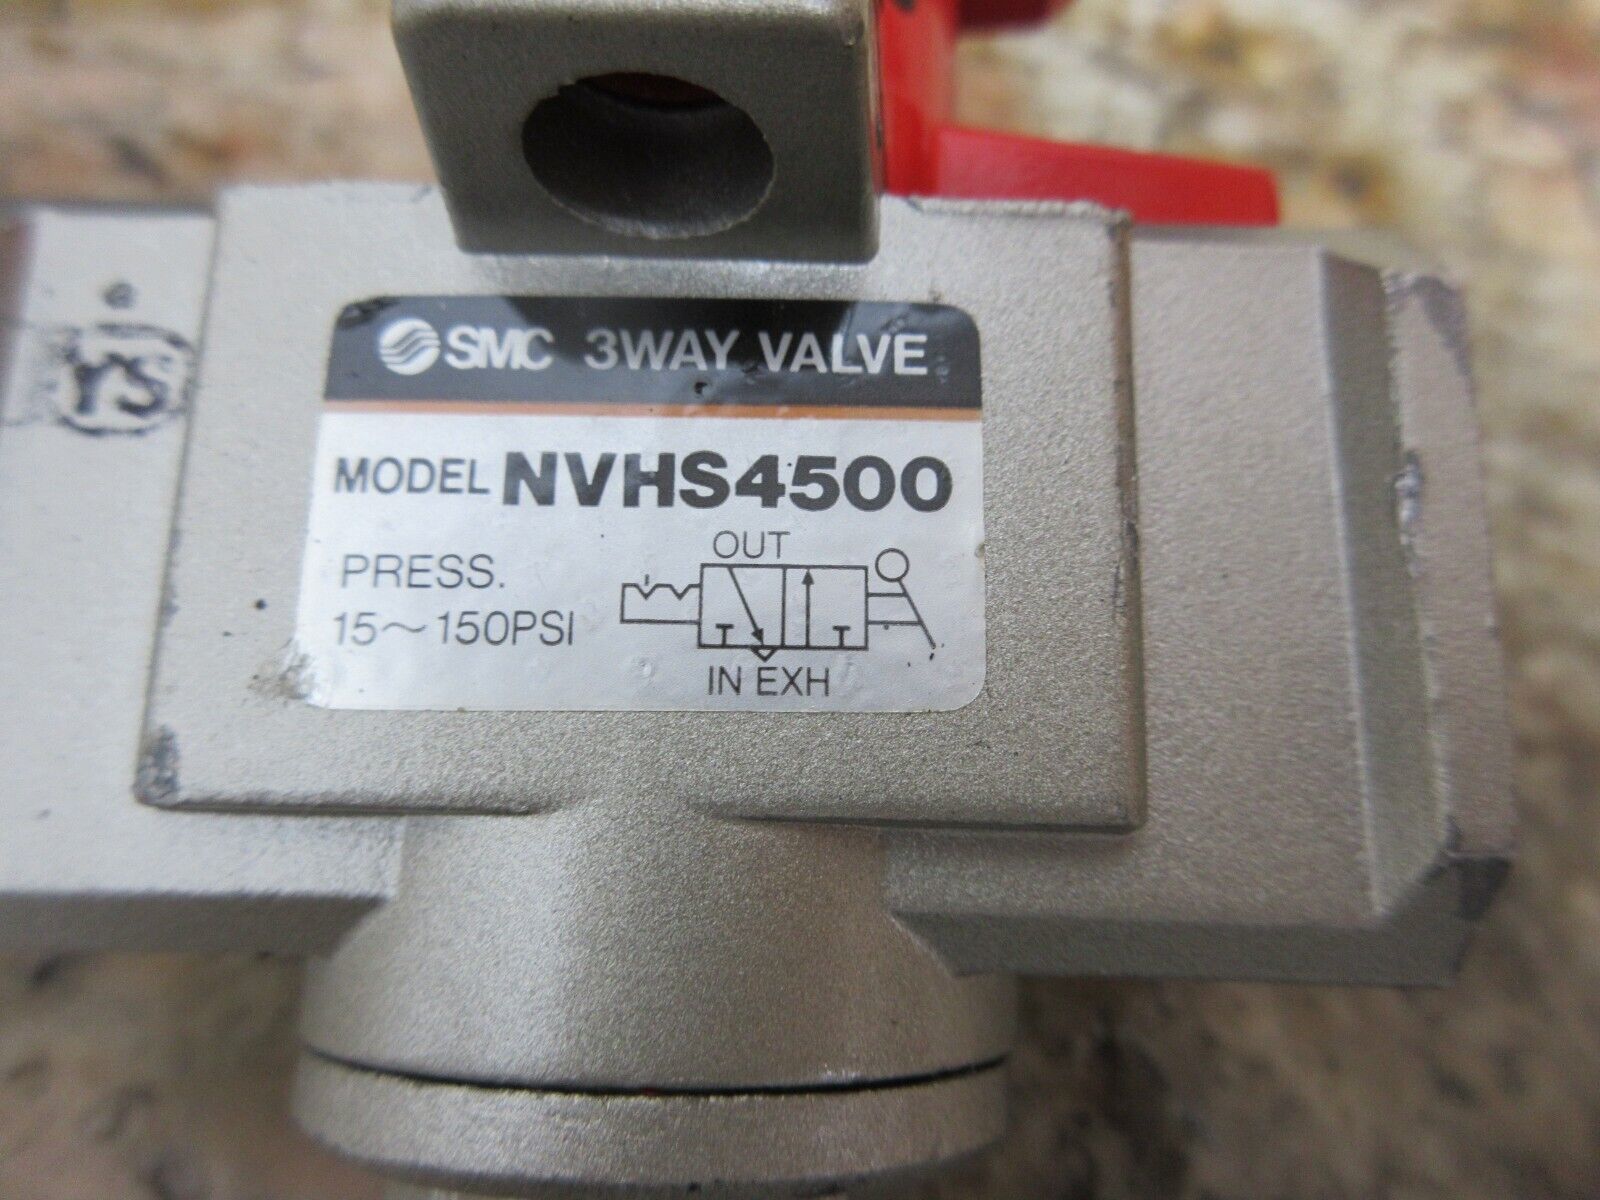 YS
SMC 3WAY VALVE
MODEL NVHS4500
PRESS.
15~150PSI
OUT
IN EXH